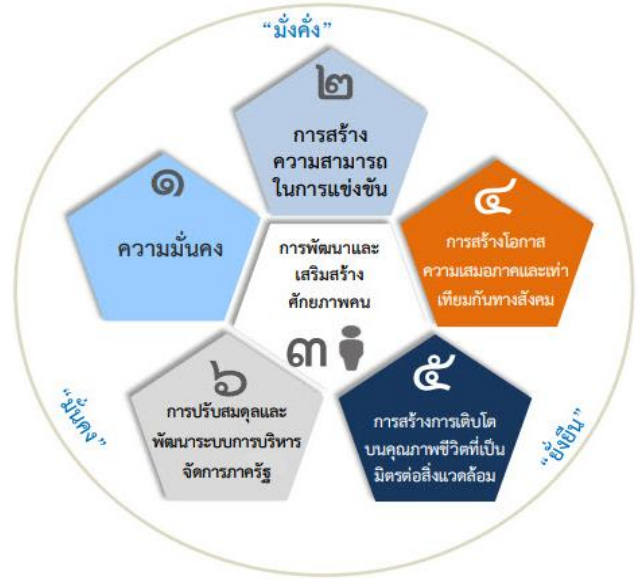 “มั่งคั่ง”
๒
การสร้าง
ความสามารถ
ในการแข่งขัน
๑
ความมั่นคง
๔
การสร้างโอกาส
ความเสมอภาคและเท่า
เทียมกันทางสังคม
การพัฒนาและ
เสริมสร้าง
ศักยภาพคน
๓
๖
การปรับสมดุลและ
พัฒนาระบบการบริหาร
จัดการภาครัฐ
๕
การสร้างการเติบโต
บนคุณภาพชีวิตที่เป็น
มิตรต่อสิ่งแวดล้อม
“มั่นคง”
“ยั่งยืน”